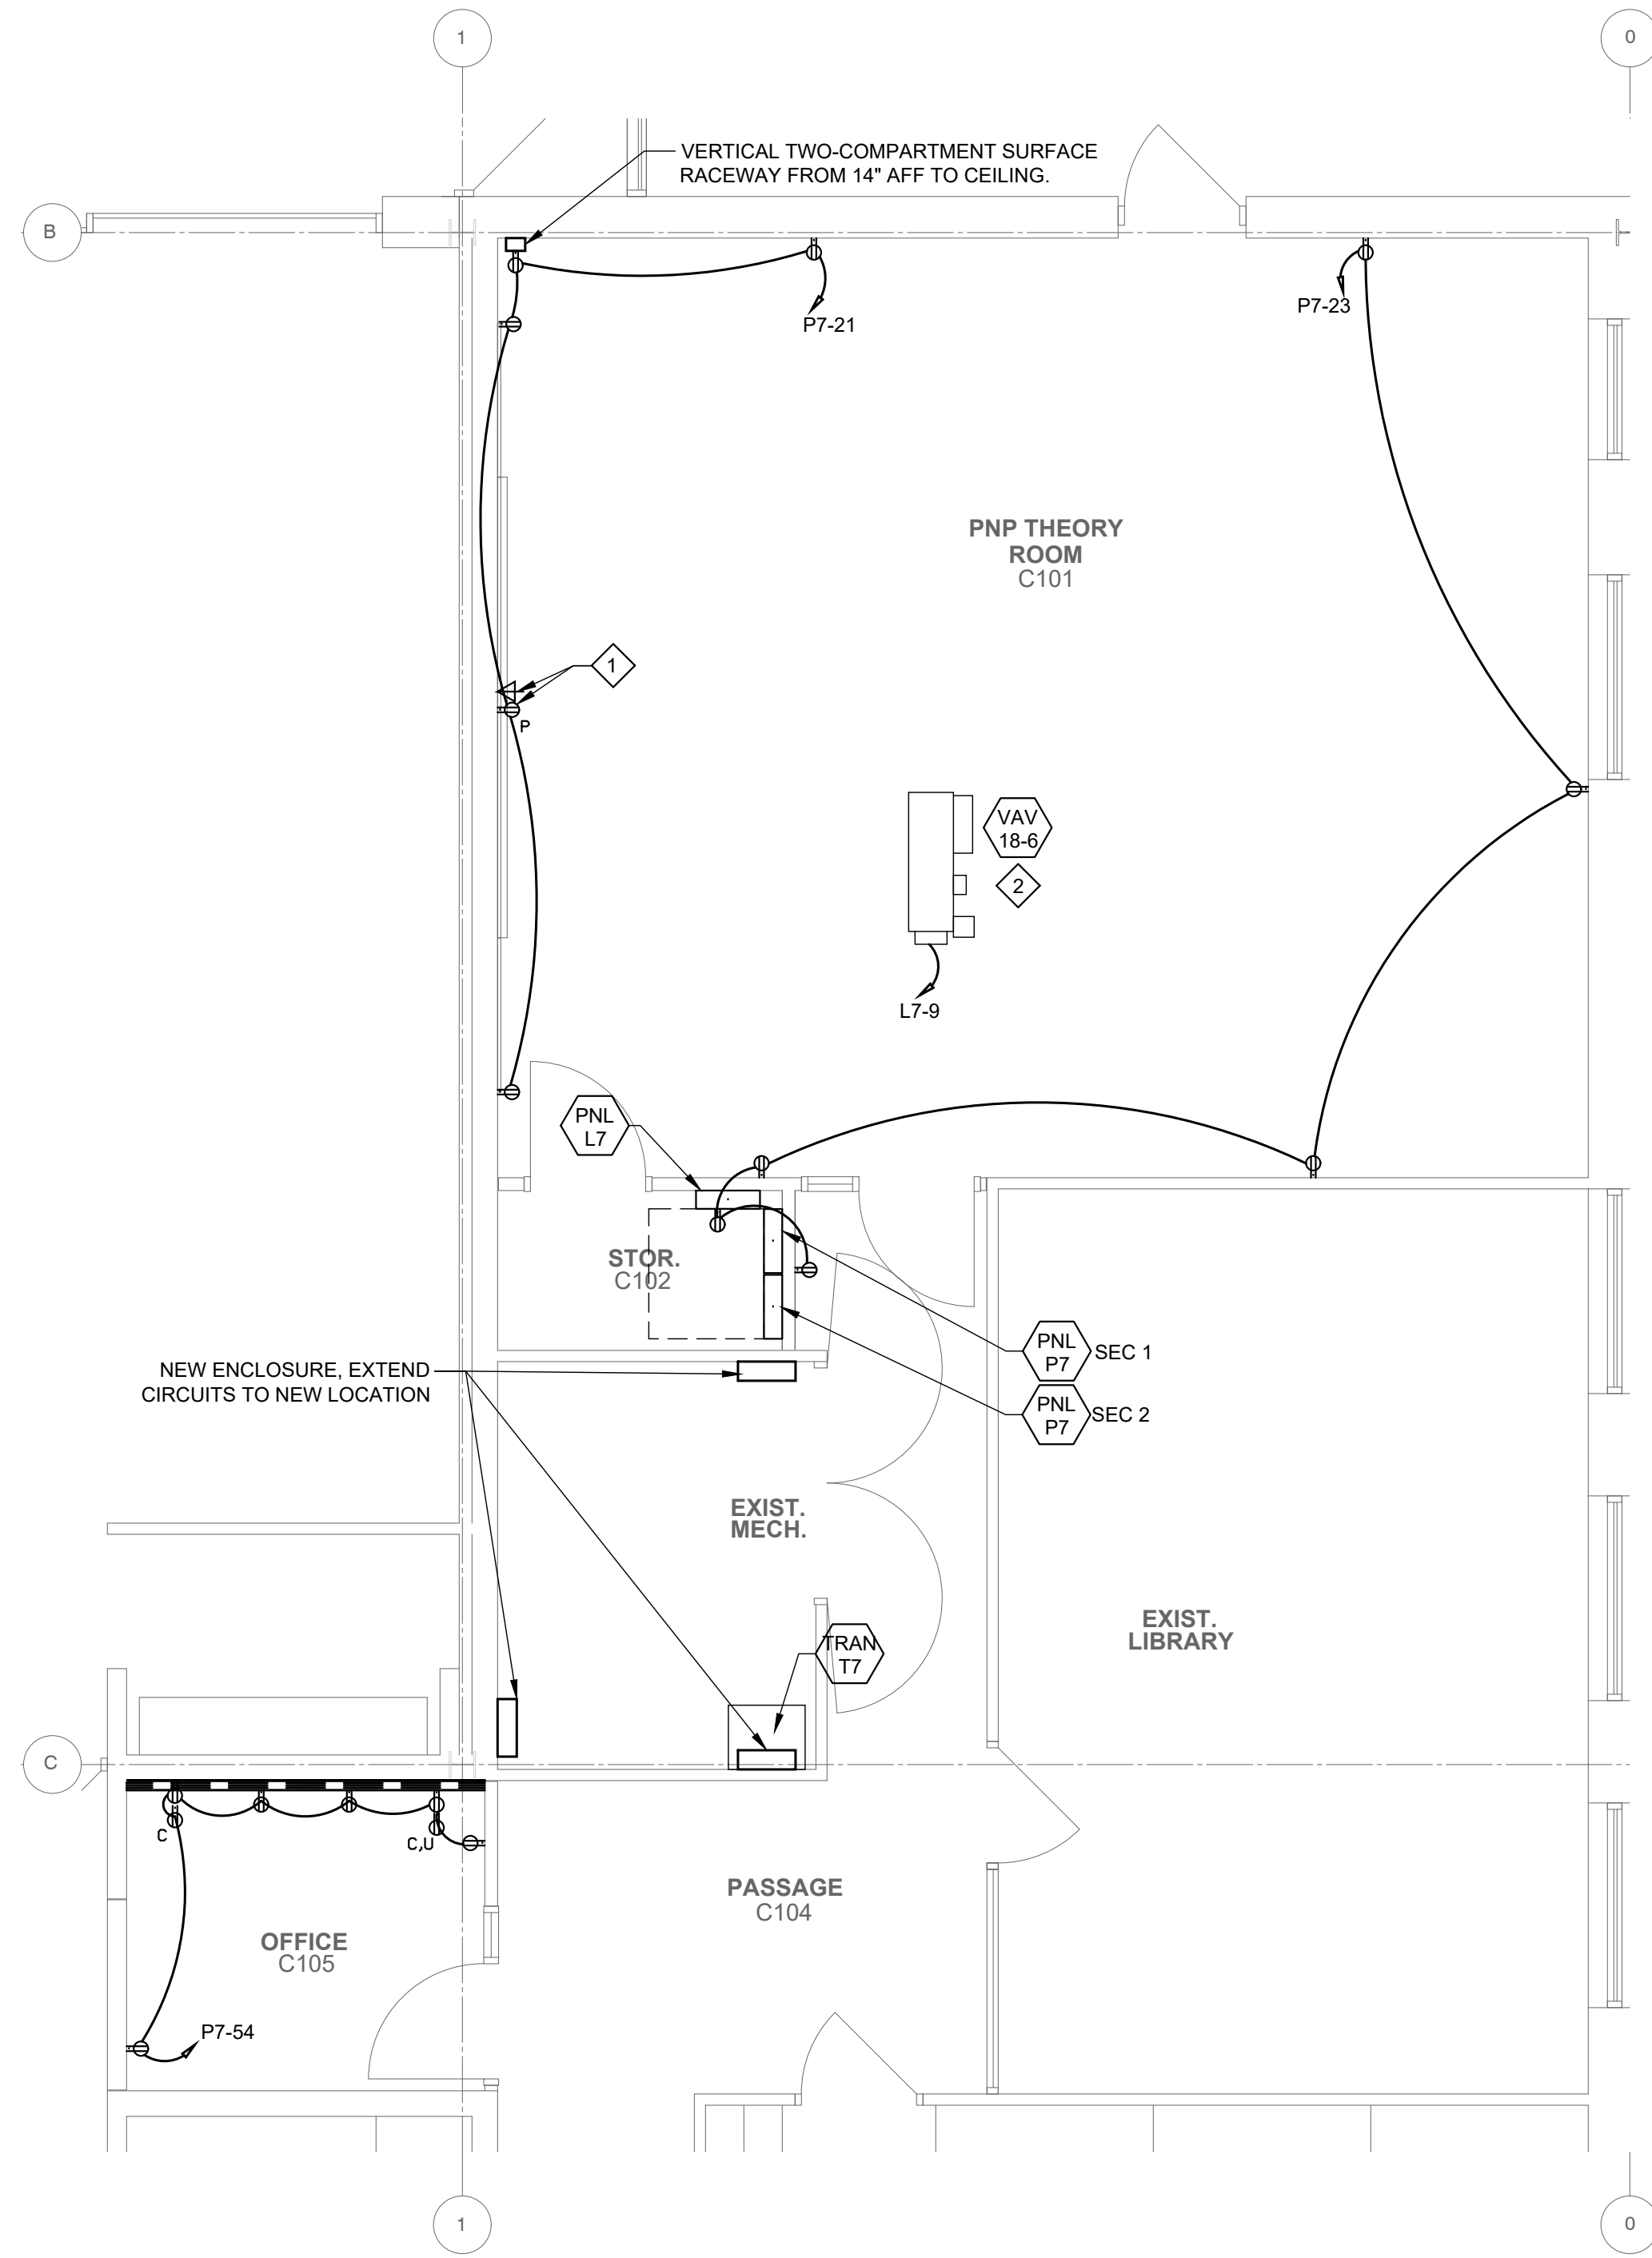 1
0
VERTICAL TWO-COMPARTMENT SURFACE
RACEWAY FROM 14" AFF TO CEILING.
B
P7-21
P7-23
PNP THEORY
ROOM
C101
1
P
VAV
18-6
2
L7-9
PNL
L7
STOR.
C102
PNL
P7
SEC 1
NEW ENCLOSURE, EXTEND
CIRCUITS TO NEW LOCATION
PNL
P7
SEC 2
EXIST.
MECH.
EXIST.
LIBRARY
TRAN
T7
C
C
C,U
PASSAGE
C104
OFFICE
C105
P7-54
1
0